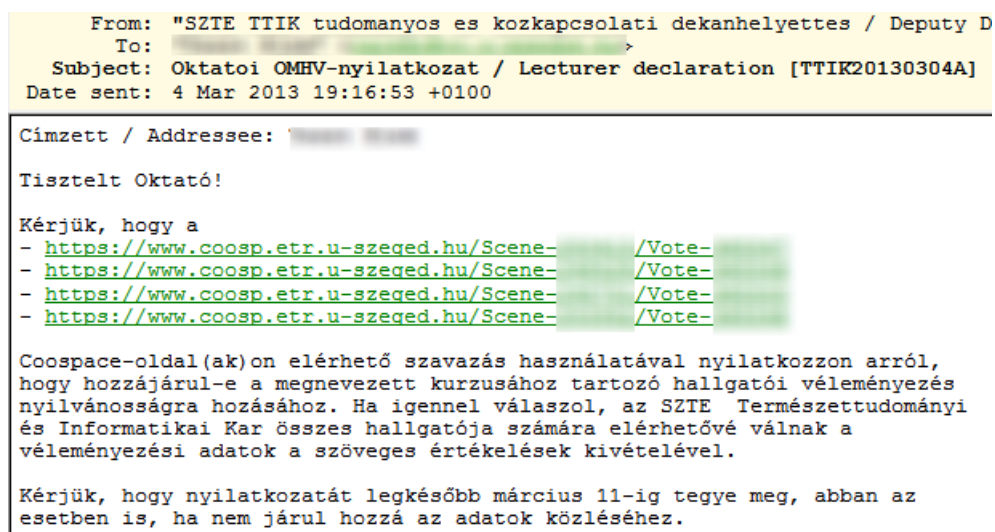 From: "SZTE TTIK tudomanyos es kozkapcsolati dekanhelyettes / Deputy D
To: >
Subject: Oktatoi OMHV-nyilatkozat / Lecturer declaration [TTIK20130304A]
Date sent: 4 Mar 2013 19:16:53 +0100
Címzett / Addressee:
Tisztelt Oktató!
Kérjük, hogy a
- https://www.coosp.etr.u-szeged.hu/Scene- /Vote-
- https://www.coosp.etr.u-szeged.hu/Scene- /Vote-
- https://www.coosp.etr.u-szeged.hu/Scene- /Vote-
- https://www.coosp.etr.u-szeged.hu/Scene- /Vote-
Coospace-oldal(ak)on elérhető szavazás használatával nyilatkozzon arról,
hogy hozzájárul-e a megnevezett kurzusához tartozó hallgatói véleményezés
nyilvánosságra hozásához. Ha igennel válaszol, az SZTE  Természettudományi
és Informatikai Kar összes hallgatója számára elérhetővé válnak a
véleményezési adatok a szöveges értékelések kivételével.
Kérjük, hogy nyilatkozatát legkésőbb március 11-ig tegye meg, abban az
esetben is, ha nem járul hozzá az adatok közléséhez.